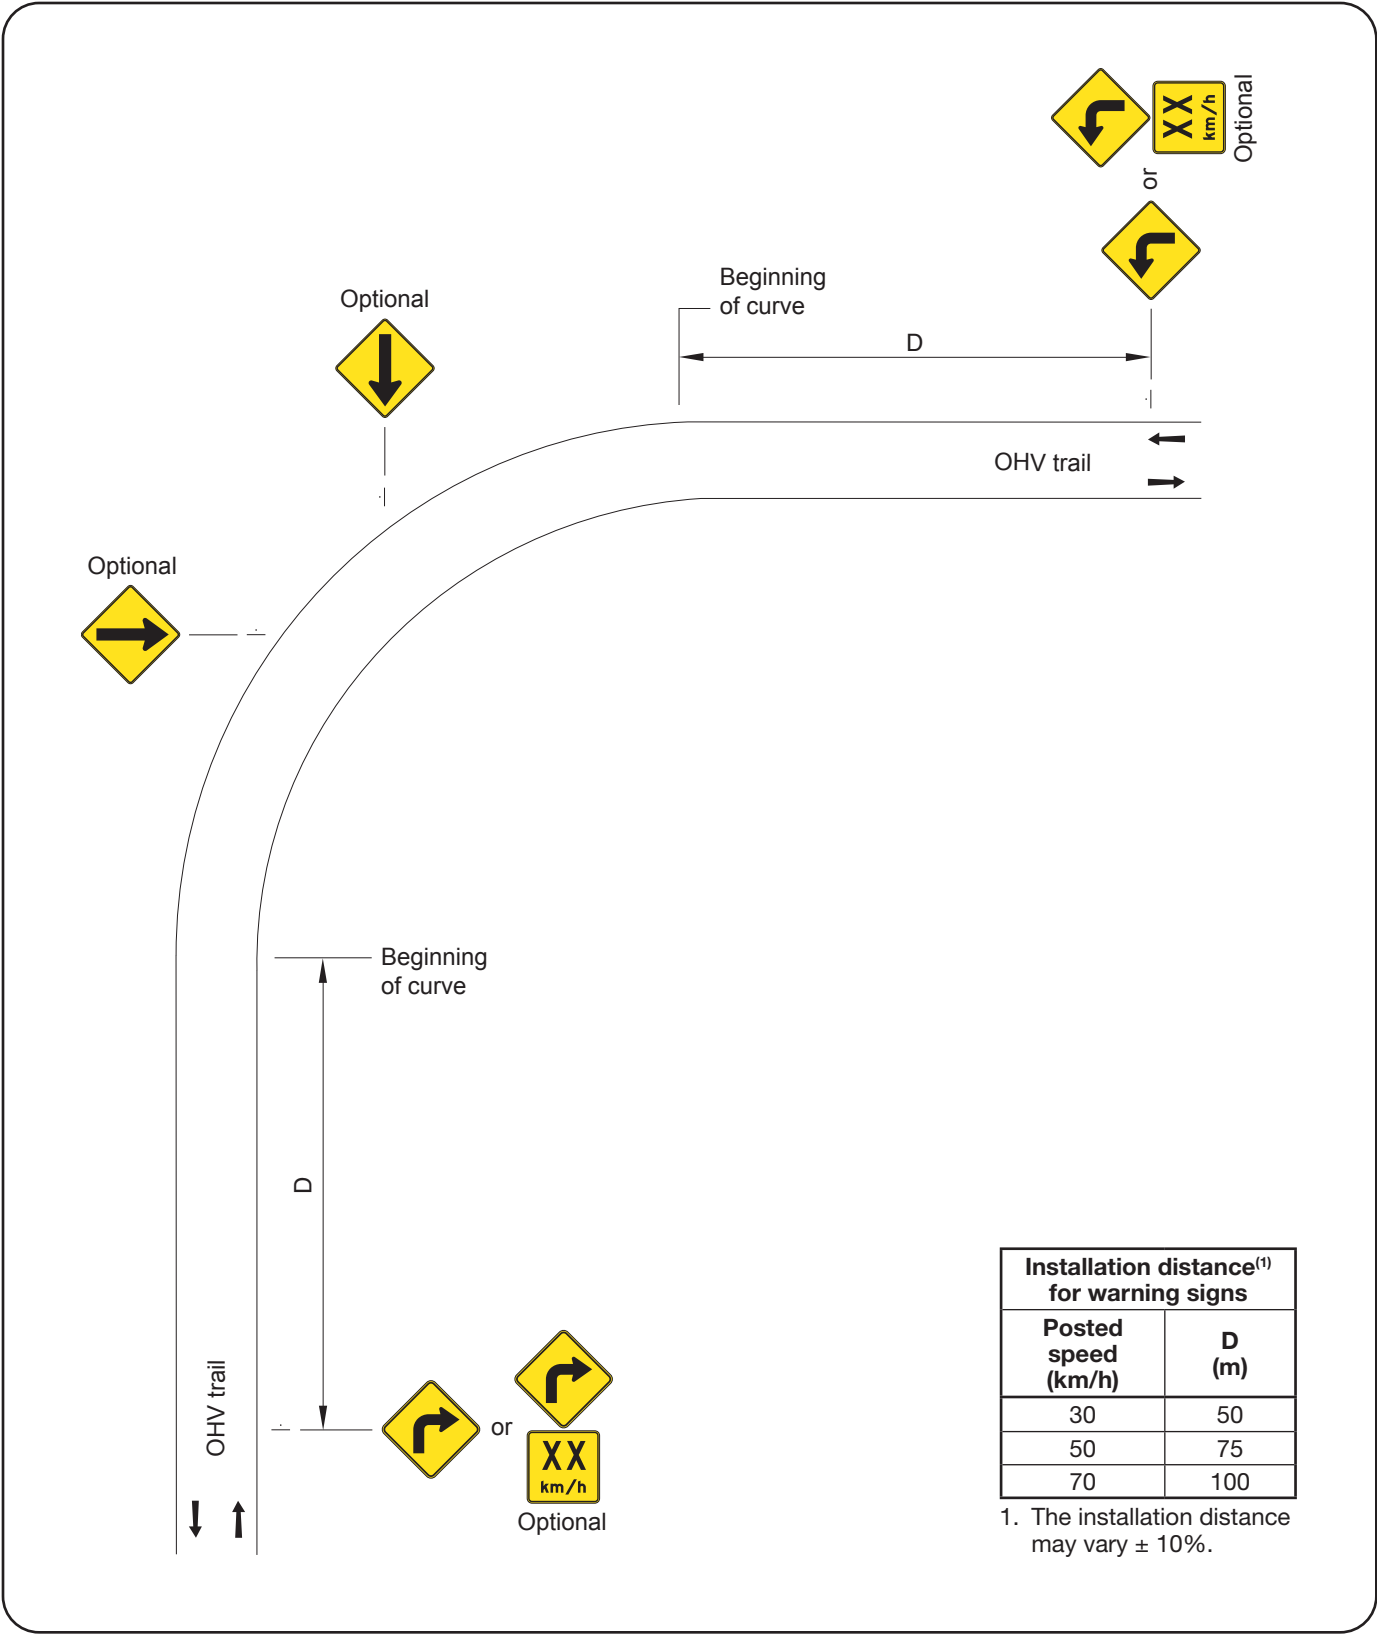 XX
km/h
Optional
or
Beginning
of curve
Optional
D
OHV trail
Optional
Beginning
of curve
D
OHV trail
or
XX
km/h
Optional
Installation distance(1)
for warning signs
Posted
speed
(km/h)
D
(m)
30 50
50 75
70 100
1. The installation distance
may vary ± 10%.